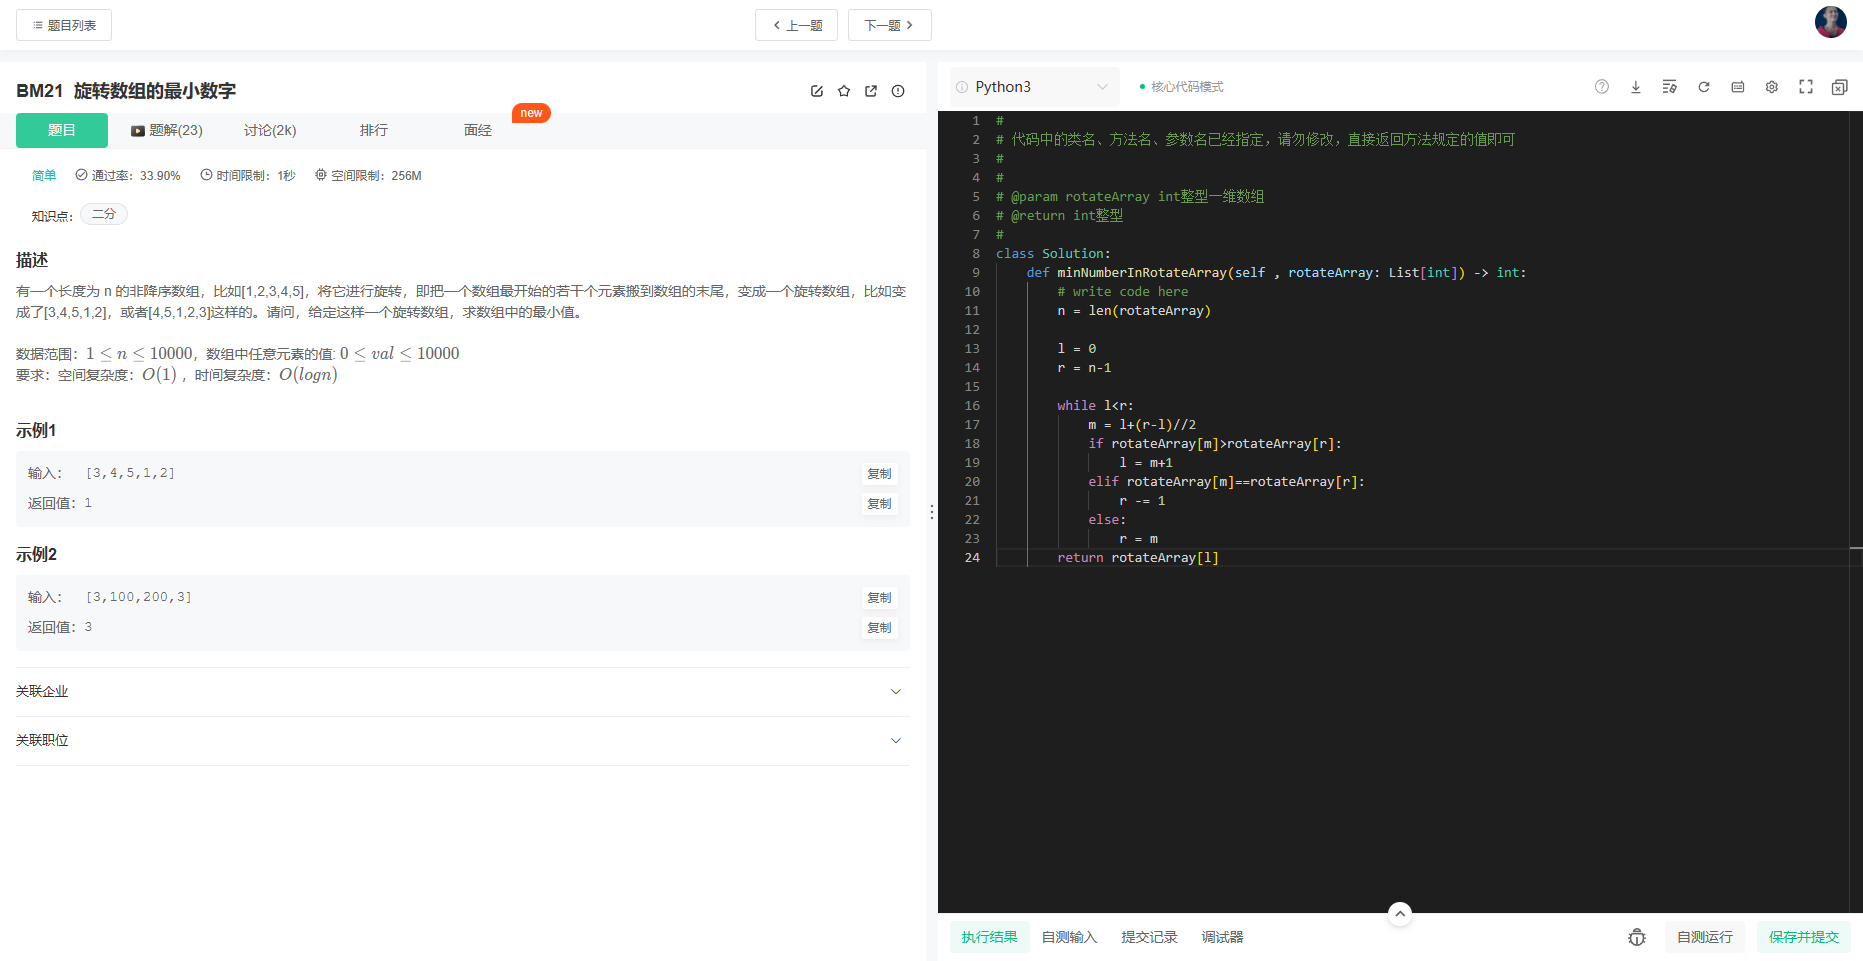 题目列表
上一题
下一题
BM21 旋转数组的最小数字
题目
题解(23)
讨论(2k)
排行
面经
new
简单
通过率：33.90%
时间限制：1秒
空间限制：256M
知识点：
二分
描述
有一个长度为 n 的非降序数组，比如[1,2,3,4,5]，将它进行旋转，即把一个数组最开始的若干个元素搬到数组的末尾，变成一个旋转数组，比如变
成了[3,4,5,1,2]，或者[4,5,1,2,3]这样的。请问，给定这样一个旋转数组，求数组中的最小值。
数据范围：1 ≤ n ≤ 10000，数组中任意元素的值: 0 ≤ val ≤ 10000
要求：空间复杂度：O(1) ，时间复杂度：O(logn)
示例1
输入： [3,4,5,1,2]
复制
返回值：1
复制
示例2
输入： [3,100,200,3]
复制
返回值：3
复制
关联企业
关联职位
Python3
核心代码模式
1 #
2 # 代码中的类名、方法名、参数名已经指定，请勿修改，直接返回方法规定的值即可
3 #
4 #
5 # @param rotateArray int整型一维数组
6 # @return int整型
7 #
8 class Solution:
9     def minNumberInRotateArray(self , rotateArray: List[int]) -> int:
10         # write code here
11         n = len(rotateArray)
12
13         l = 0
14         r = n-1
15
16         while l<r:
17             m = l+(r-l)//2
18             if rotateArray[m]>rotateArray[r]:
19                 l = m+1
20             elif rotateArray[m]==rotateArray[r]:
21                 r -= 1
22             else:
23                 r = m
24         return rotateArray[l]
执行结果
自测输入
提交记录
调试器
自测运行
保存并提交